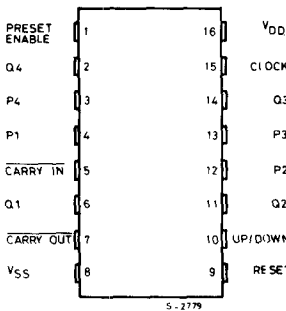 PRESET
ENABLE 1 16 VDD
Q4 2 15 CLOCK
P4 3 14 Q3
P1 4 13 P3
CARRY IN 5 12 P2
Q1 6 11 Q2
CARRY OUT 7 10 UP/DOWN
VSS 8 9 RESET
S-2779